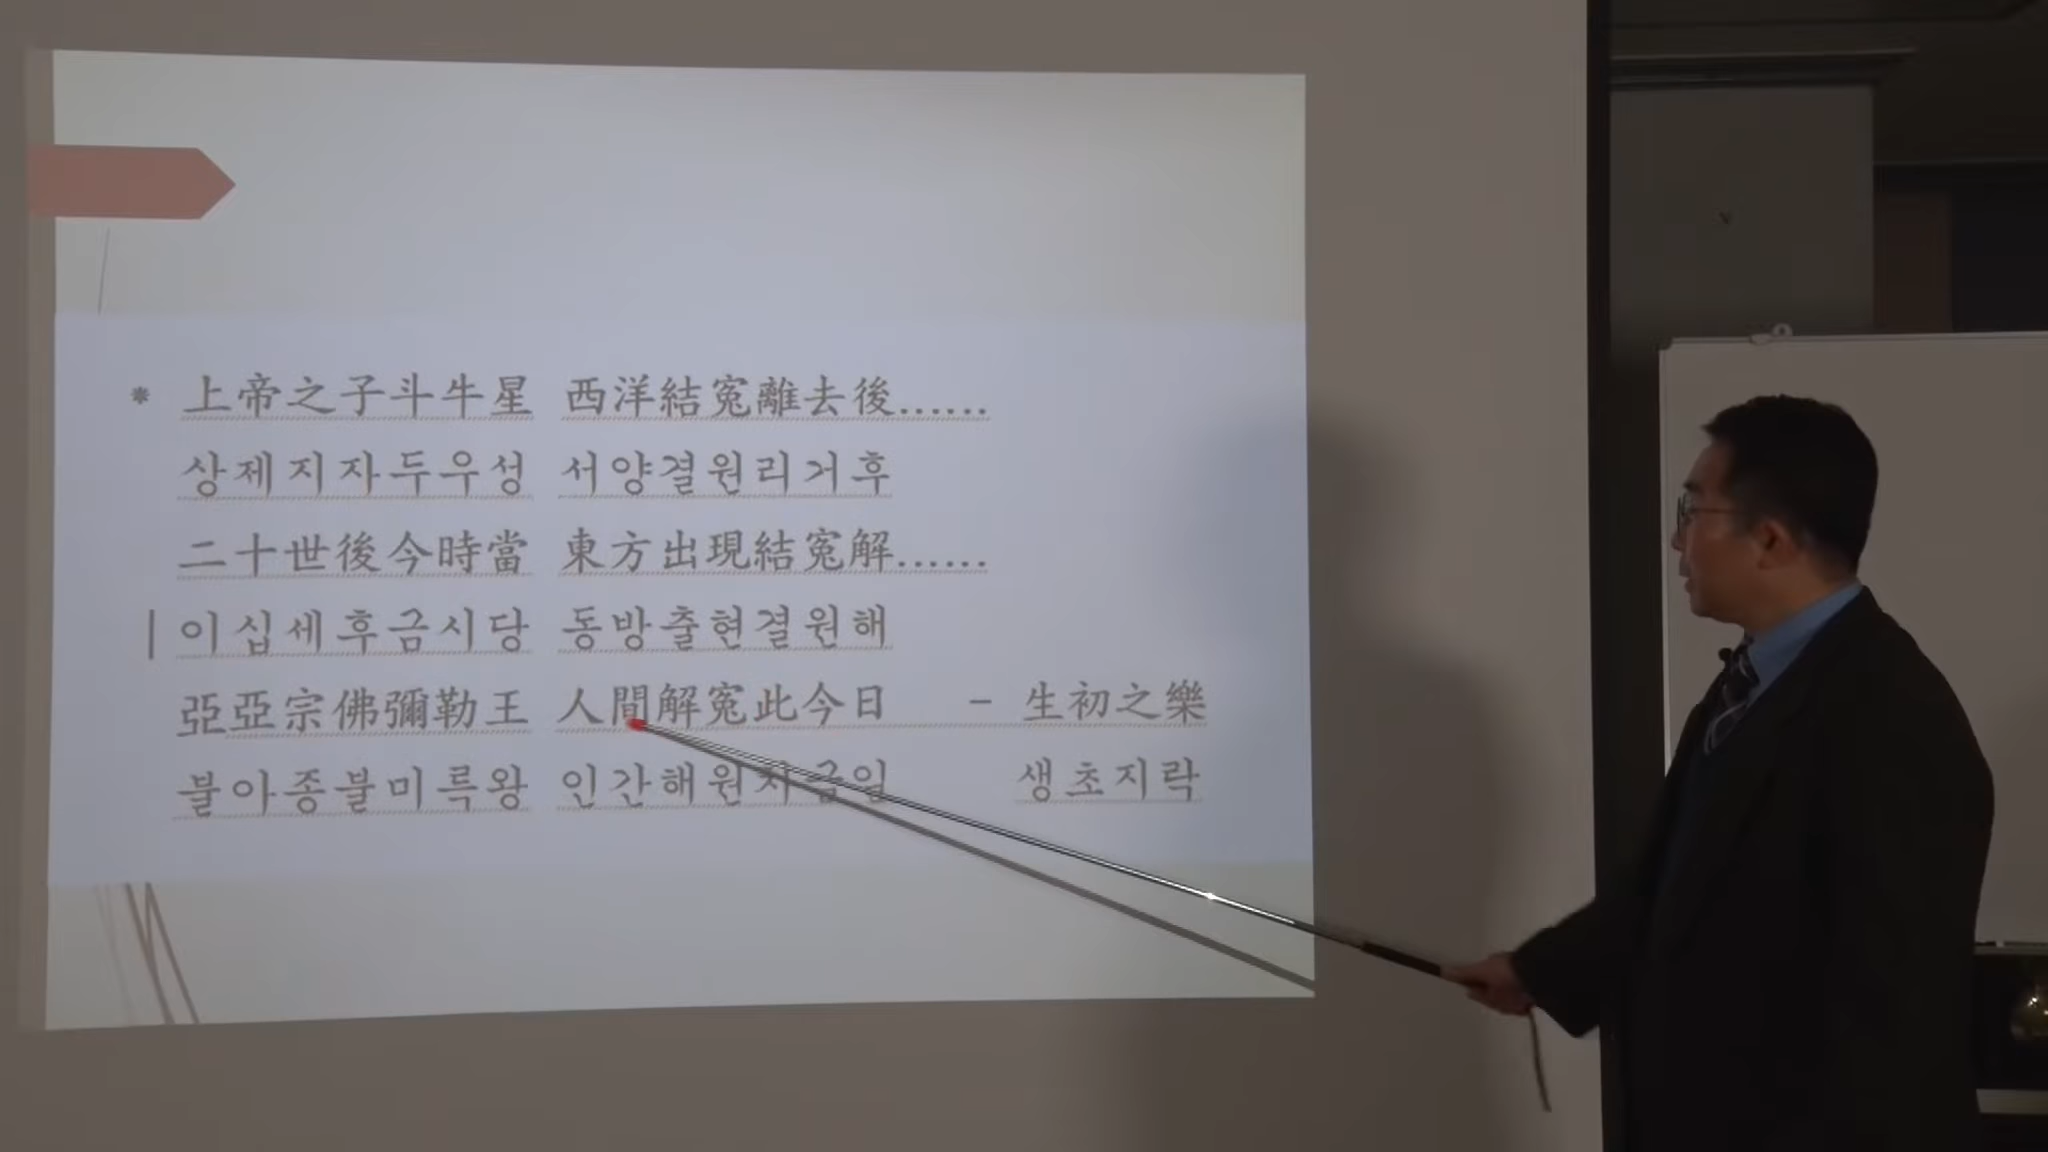 * 上帝之子斗牛星 西洋結寃離去後......
상제지자두우성 서양결원리거후
二十世後今時當 東方出現結寃解......
이십세후금시당 동방출현결원해
亞宗佛彌勒王 人間解寃此今日 - 生初之樂
불아종불미륵왕 인간해원차금일 생초지락